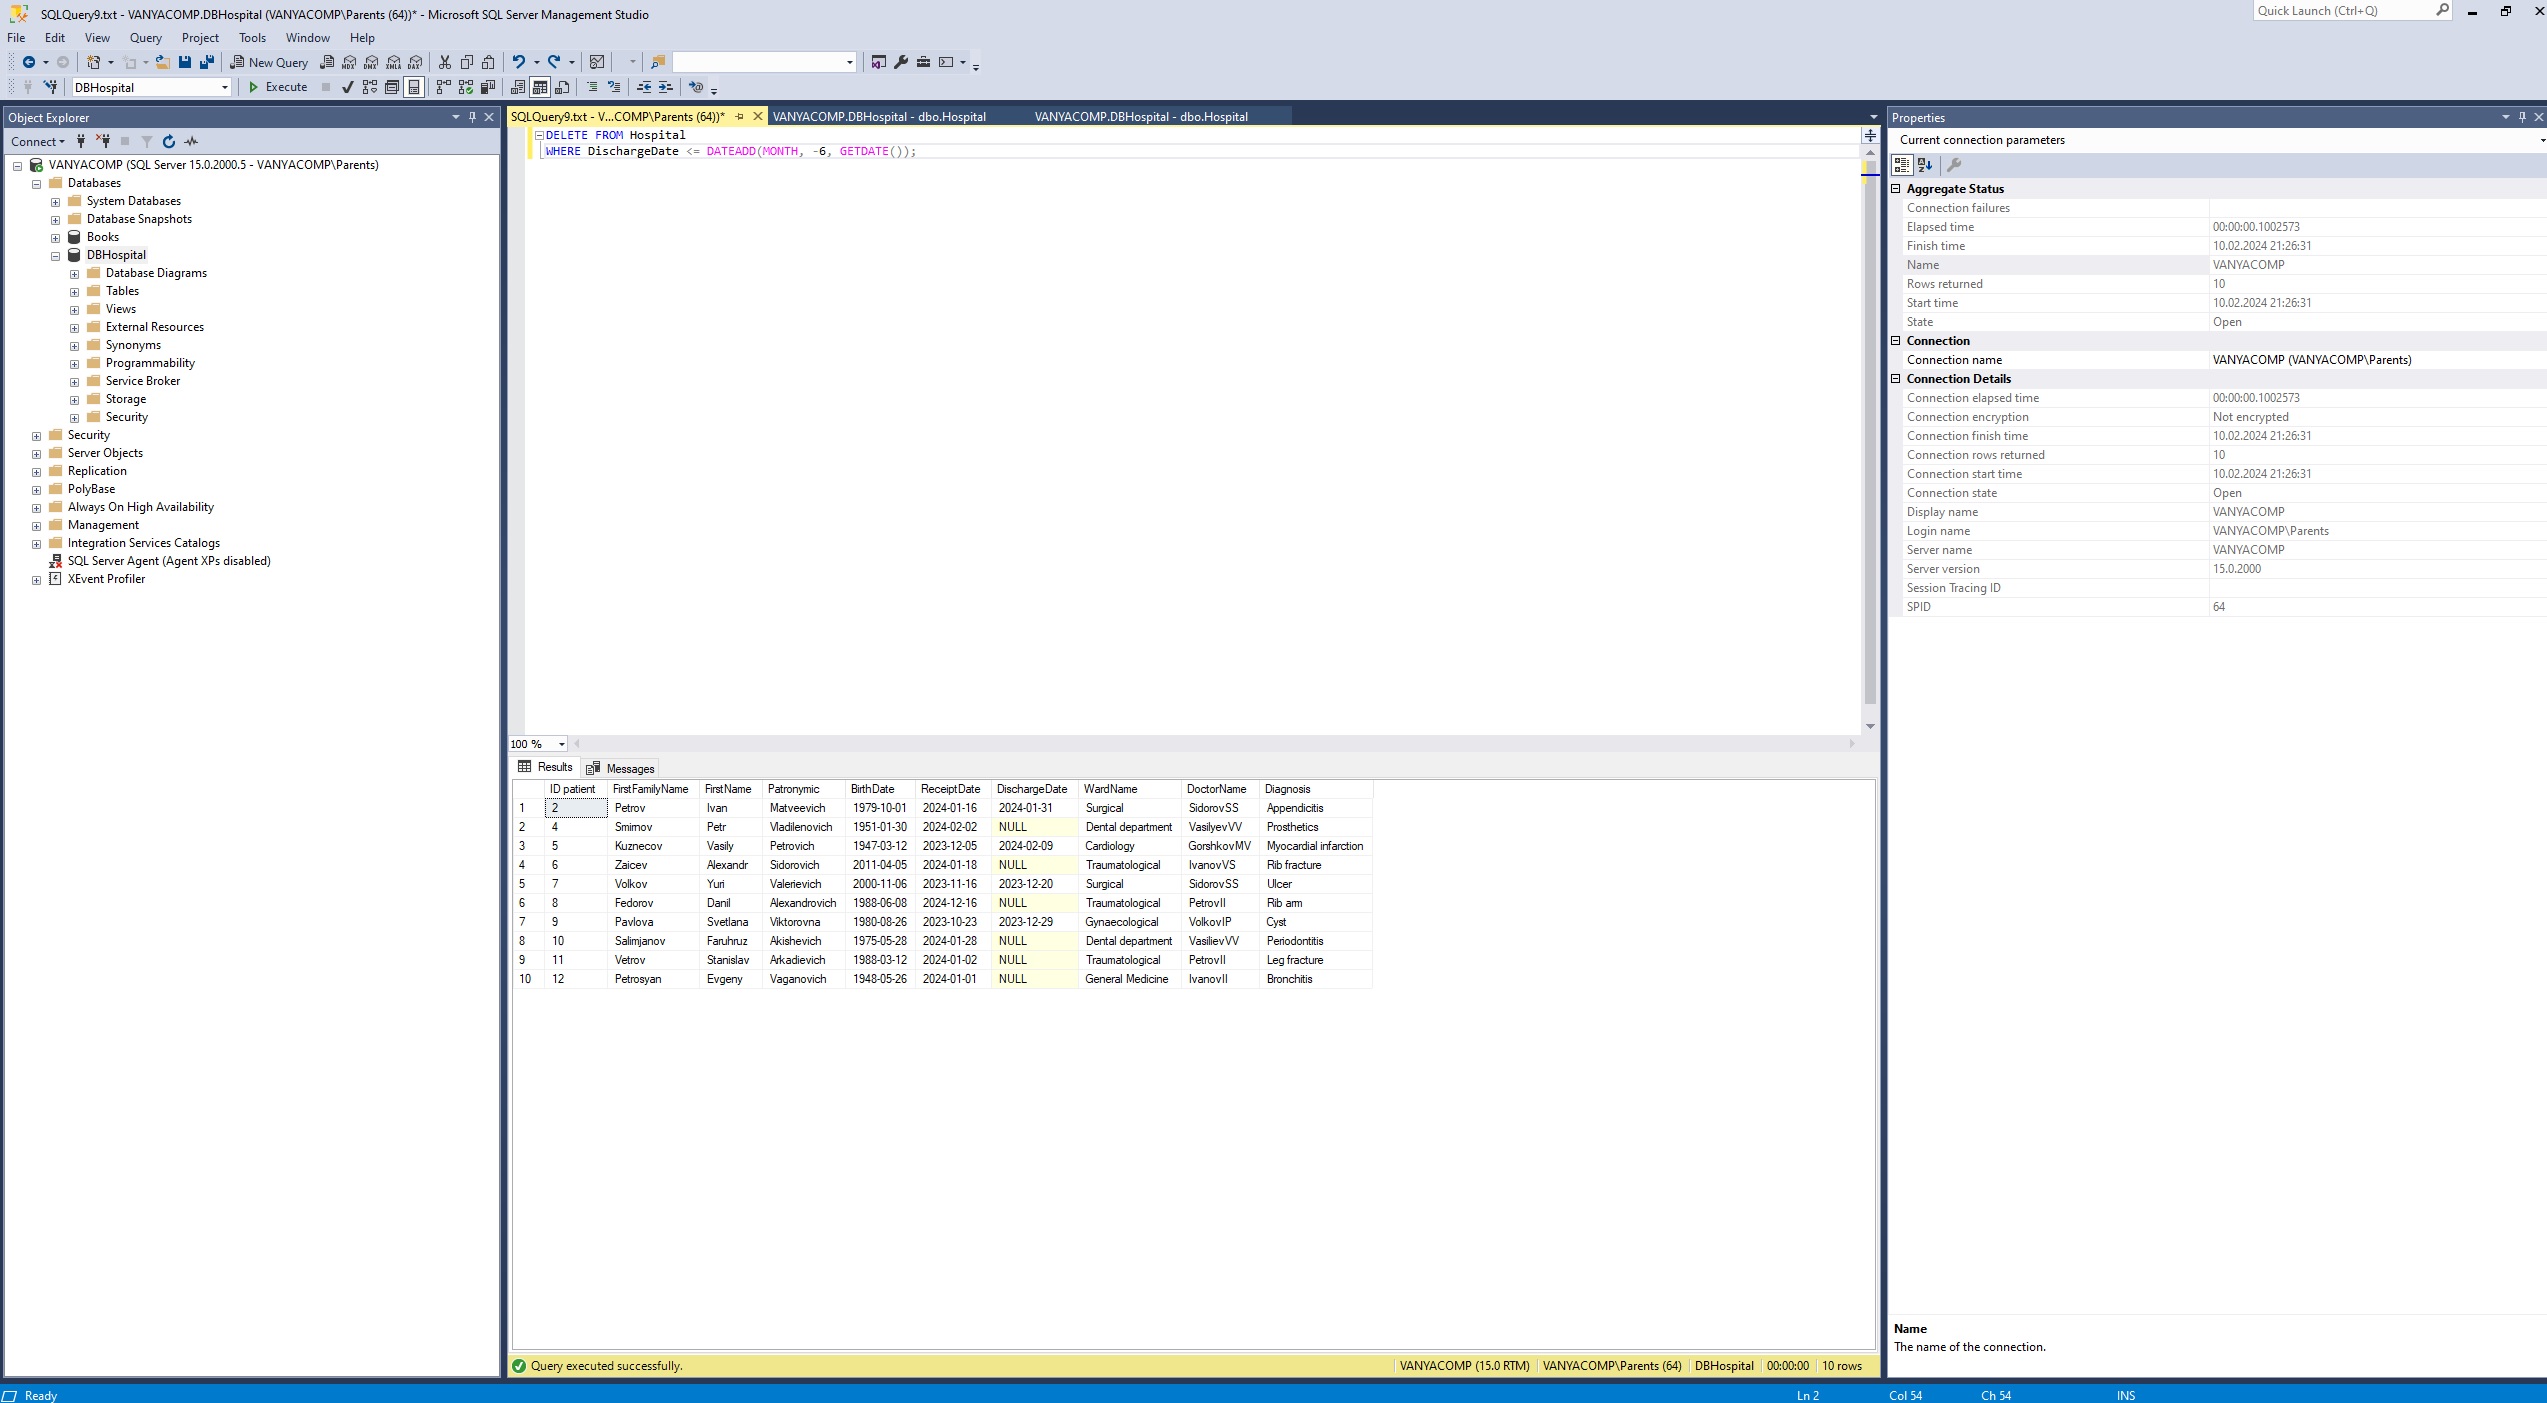 SQLQuery9.txt - VANYACOMP.DBHospital (VANYACOMP\Parents (64))* - Microsoft SQL Server Management Studio
Quick Launch (Ctrl+Q)
File Edit View Query Project Tools Window Help
New Query
DBHospital Execute
Object Explorer
Connect
VANYACOMP (SQL Server 15.0.2000.5 - VANYACOMP\Parents)
Databases
System Databases
Database Snapshots
Books
DBHospital
Database Diagrams
Tables
Views
External Resources
Synonyms
Programmability
Service Broker
Storage
Security
Security
Server Objects
Replication
PolyBase
Always On High Availability
Management
Integration Services Catalogs
SQL Server Agent (Agent XPs disabled)
XEvent Profiler
SQLQuery9.txt - V...COMP\Parents (64))* VANYACOMP.DBHospital - dbo.Hospital VANYACOMP.DBHospital - dbo.Hospital
DELETE FROM Hospital
WHERE DischargeDate <= DATEADD(MONTH, -6, GETDATE());
100 %
Results Messages
ID patient FirstFamilyName FirstName Patronymic BirthDate ReceiptDate DischargeDate WardName DoctorName Diagnosis
1 2 Petrov Ivan Matveevich 1979-10-01 2024-01-16 2024-01-31 Surgical SidorovSS Appendicitis
2 4 Smirnov Petr Vladilenovich 1951-01-30 2024-02-02 NULL Dental department VasilyevVV Prosthetics
3 5 Kuznecov Vasily Petrovich 1947-03-12 2023-12-05 2024-02-09 Cardiology GorshkovMV Myocardial infarction
4 6 Zaicev Alexandr Sidorovich 2011-04-05 2024-01-18 NULL Traumatological IvanovVS Rib fracture
5 7 Volkov Yuri Valerievich 2000-11-06 2023-11-16 2023-12-20 Surgical SidorovSS Ulcer
6 8 Fedorov Danil Alexandrovich 1988-06-08 2024-12-16 NULL Traumatological PetrovII Rib arm
7 9 Pavlova Svetlana Viktorovna 1980-08-26 2023-10-23 2023-12-29 Gynaecological VolkovIP Cyst
8 10 Salimjanov Faruhruz Akishevich 1975-05-28 2024-01-28 NULL Dental department VasilievVV Periodontitis
9 11 Vetrov Stanislav Arkadievich 1988-03-12 2024-01-02 NULL Traumatological PetrovII Leg fracture
10 12 Petrosyan Evgeny Vaganovich 1948-05-26 2024-01-01 NULL General Medicine IvanovII Bronchitis
Query executed successfully. VANYACOMP (15.0 RTM) VANYACOMP\Parents (64) DBHospital 00:00:00 10 rows
Properties
Current connection parameters
Aggregate Status
Connection failures
Elapsed time 00:00:00.1002573
Finish time 10.02.2024 21:26:31
Name VANYACOMP
Rows returned 10
Start time 10.02.2024 21:26:31
State Open
Connection
Connection name VANYACOMP (VANYACOMP\Parents)
Connection Details
Connection elapsed time 00:00:00.1002573
Connection encryption Not encrypted
Connection finish time 10.02.2024 21:26:31
Connection rows returned 10
Connection start time 10.02.2024 21:26:31
Connection state Open
Display name VANYACOMP
Login name VANYACOMP\Parents
Server name VANYACOMP
Server version 15.0.2000
Session Tracing ID
SPID 64
Name
The name of the connection.
Ready Ln 2 Col 54 Ch 54 INS